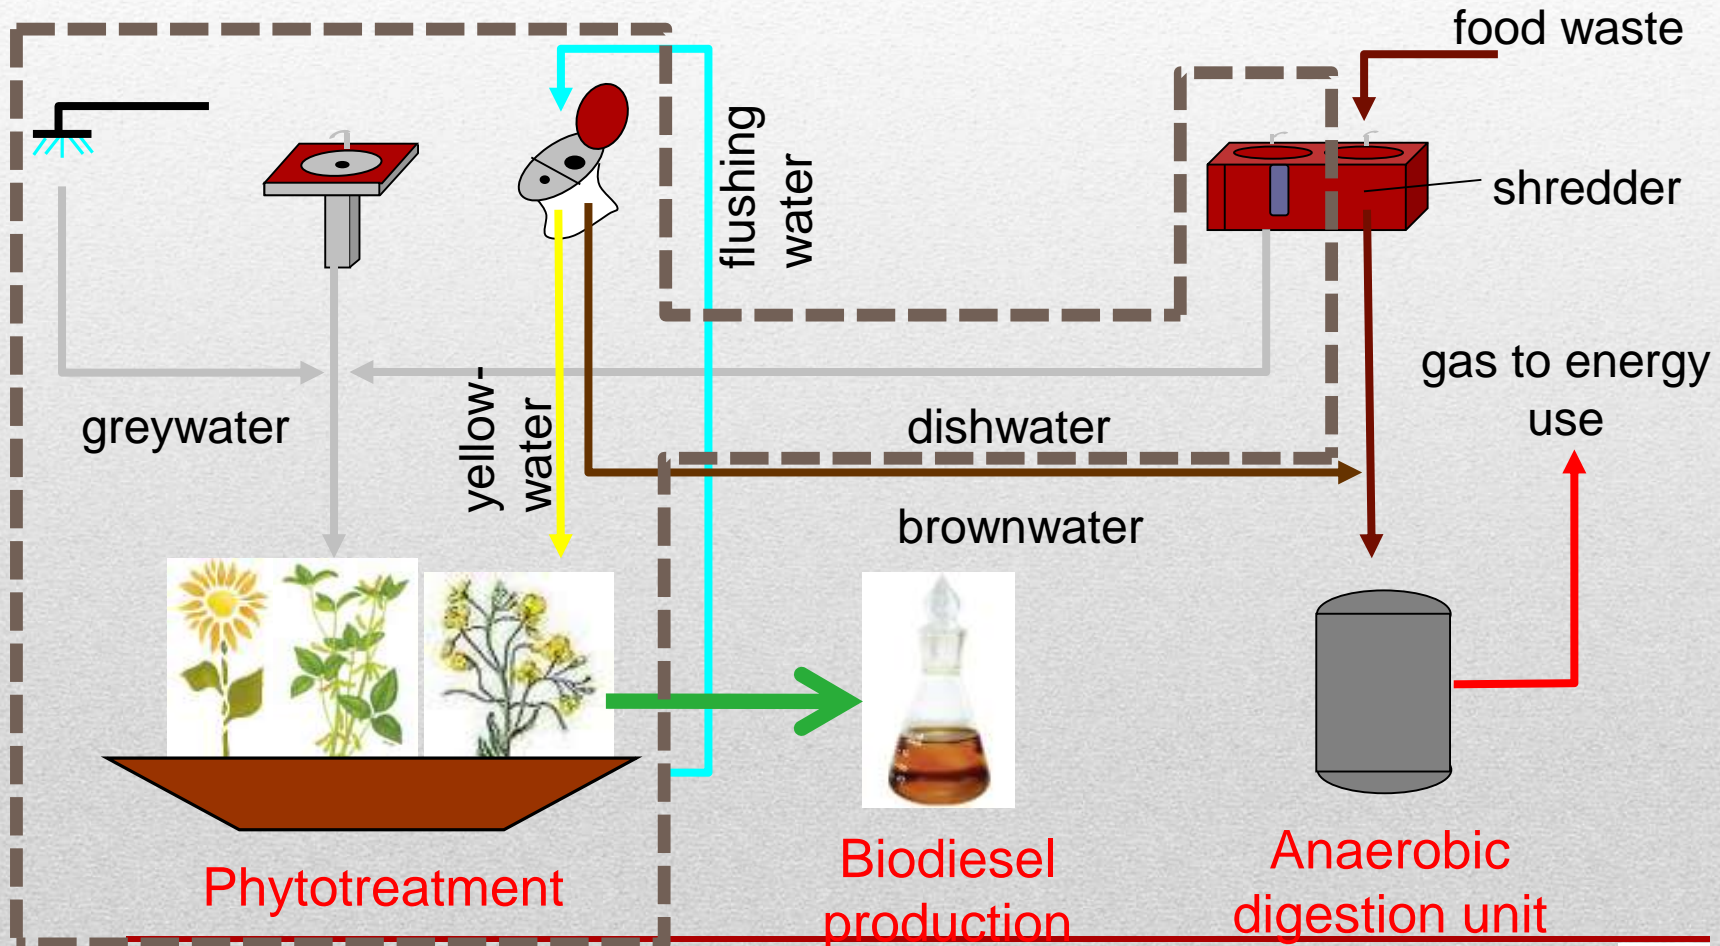 food waste
flushing
water
shredder
gas to energy
use
greywater
yellow-
water
dishwater
brownwater
Phytotreatment
Biodiesel
production
Anaerobic
digestion unit